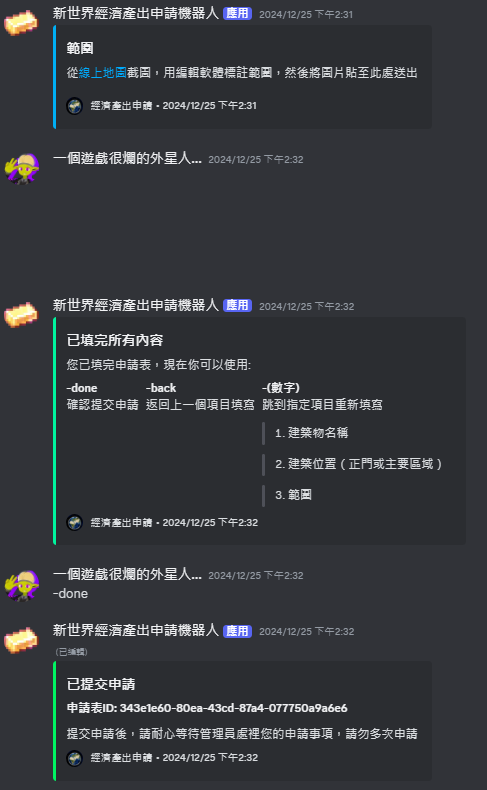 新世界經濟產出申請機器人 應用 2024/12/25 下午2:31
範圍
從線上地圖截圖，用編輯軟體標註範圍，然後將圖片貼至此處送出
經濟產出申請 • 2024/12/25 下午2:31
一個遊戲很爛的外星人... 2024/12/25 下午2:32
新世界經濟產出申請機器人 應用 2024/12/25 下午2:32
已填完所有內容
您已填完申請表，現在你可以使用:
-done -back -(數字)
確認提交申請 返回上一個項目填寫 跳到指定項目重新填寫
1. 建築物名稱
2. 建築位置（正門或主要區域）
3. 範圍
經濟產出申請 • 2024/12/25 下午2:32
一個遊戲很爛的外星人... 2024/12/25 下午2:32
-done
新世界經濟產出申請機器人 應用 2024/12/25 下午2:32
(已編輯)
已提交申請
申請表ID: 343e1e60-80ea-43cd-87a4-077750a9a6e6
提交申請後，請耐心等待管理員處裡您的申請事項，請勿多次申請
經濟產出申請 • 2024/12/25 下午2:32